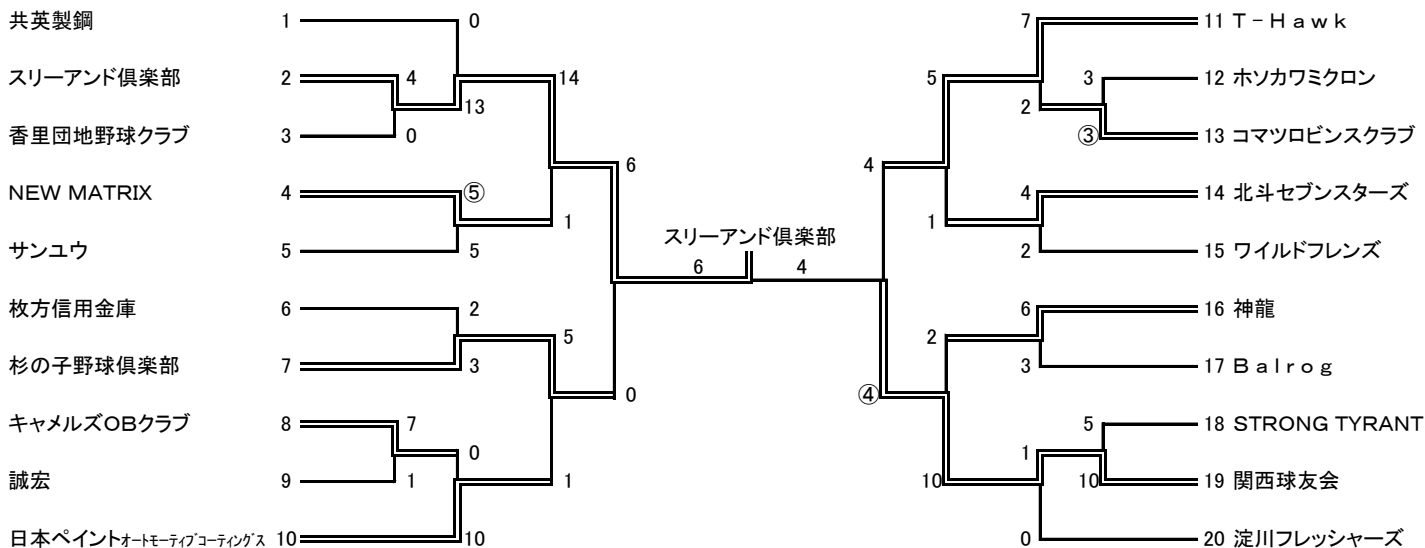 共英製鋼 1 0 7 11 T-Hawk
スリーアンド倶楽部 2 4 14 5 3 12 ホソカワミクロン
13 2
香里団地野球クラブ 3 0 ③ 13 コマツロビンスクラブ
6 4
NEW MATRIX 4 ⑤ 4 14 北斗セブンスターズ
1 1
サンユウ 5 5 スリーアンド倶楽部 2 15 ワイルドフレンズ
6 4
枚方信用金庫 6 2 6 16 神龍
5 2
杉の子野球倶楽部 7 3 3 17 Balrog
0 ④
キャメルズOBクラブ 8 7 5 18 STRONG TYRANT
0 1
誠宏 9 1 1 10 10 19 関西球友会
日本ペイントオートモーティブコーティングス 10 10 0 20 淀川フレッシャーズ